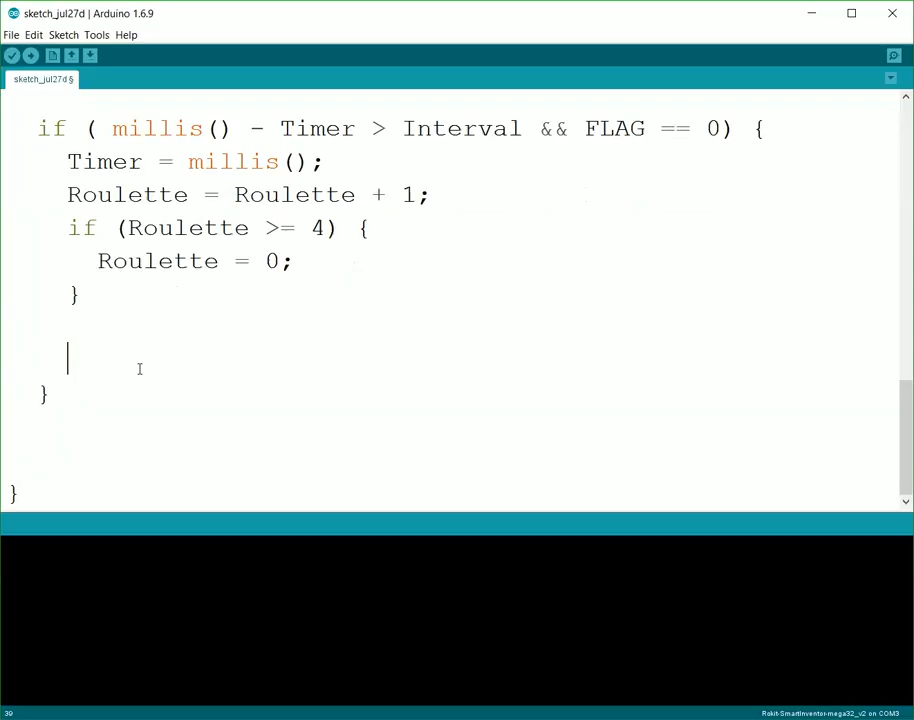 sketch_jul27d | Arduino 1.6.9
File Edit Sketch Tools Help
sketch_jul27d §
if ( millis() - Timer > Interval && FLAG == 0) {
Timer = millis();
Roulette = Roulette + 1;
if (Roulette >= 4) {
Roulette = 0;
}
}
}
39
Rokit-SmartInventor-mega32_v2 on COM3